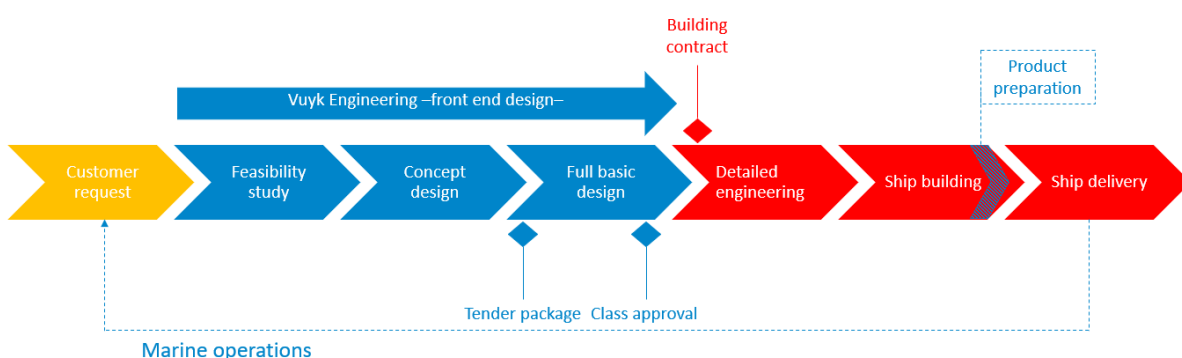 Building
contract
Product
preparation
Vuyk Engineering –front end design–
Customer
request
Feasibility
study
Concept
design
Full basic
design
Detailed
engineering
Ship building
Ship delivery
Tender package
Class approval
Marine operations